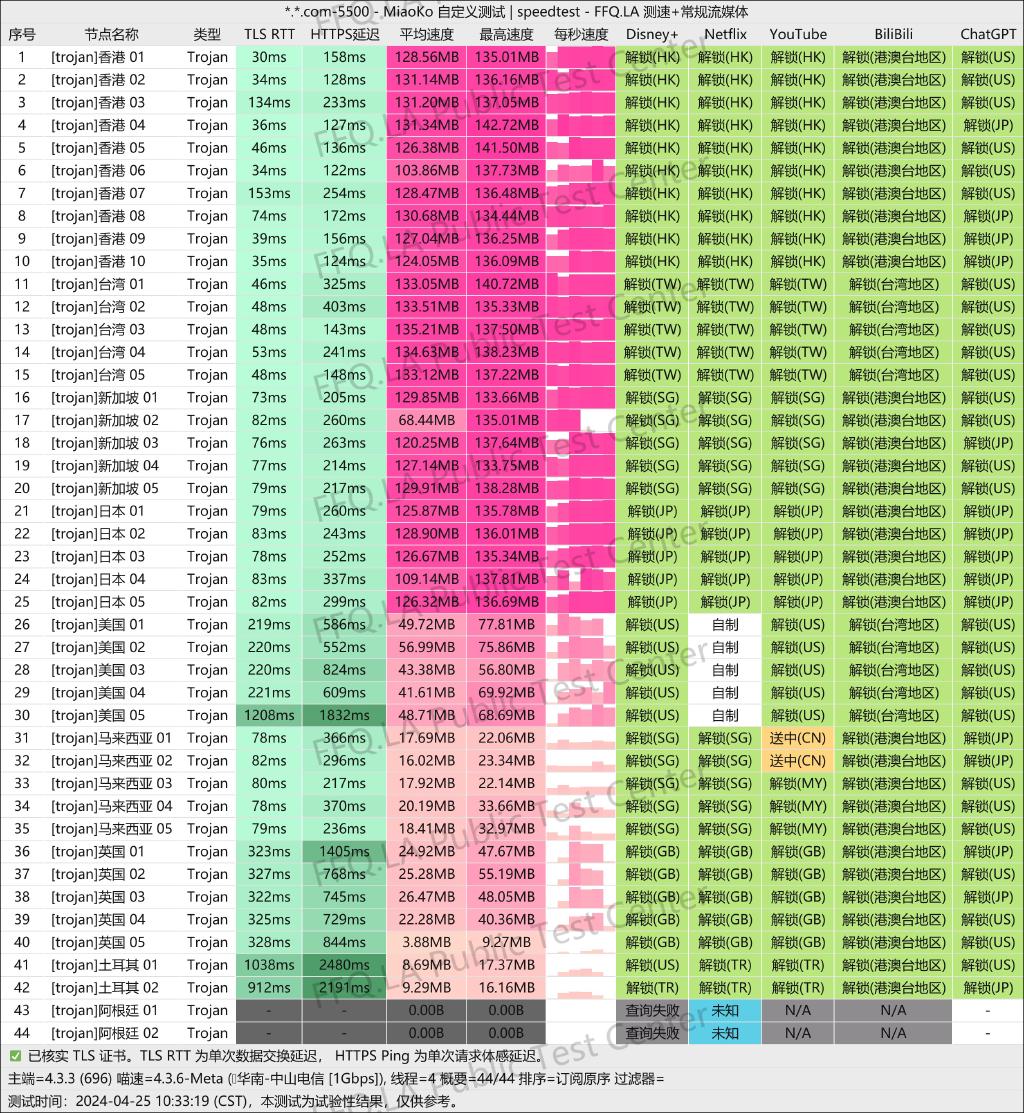 *.*.com-5500 - MiaoKo 自定义测试 | speedtest - FFQ.LA 测速+常规流媒体
序号 节点名称 类型 TLS RTT HTTPS延迟 平均速度 最高速度 每秒速度 Disney+ Netflix YouTube BiliBili ChatGPT
1 [trojan]香港 01 Trojan 30ms 158ms 128.56MB 135.01MB 解锁(HK) 解锁(HK) 解锁(HK) 解锁(港澳台地区) 解锁(US)
2 [trojan]香港 02 Trojan 34ms 128ms 131.14MB 136.16MB 解锁(HK) 解锁(HK) 解锁(HK) 解锁(港澳台地区) 解锁(US)
3 [trojan]香港 03 Trojan 134ms 233ms 131.20MB 137.05MB 解锁(HK) 解锁(HK) 解锁(HK) 解锁(港澳台地区) 解锁(US)
4 [trojan]香港 04 Trojan 36ms 127ms 131.34MB 142.72MB 解锁(HK) 解锁(HK) 解锁(HK) 解锁(港澳台地区) 解锁(JP)
5 [trojan]香港 05 Trojan 46ms 136ms 126.38MB 141.50MB 解锁(HK) 解锁(HK) 解锁(HK) 解锁(港澳台地区) 解锁(US)
6 [trojan]香港 06 Trojan 34ms 122ms 103.86MB 137.73MB 解锁(HK) 解锁(HK) 解锁(HK) 解锁(港澳台地区) 解锁(US)
7 [trojan]香港 07 Trojan 153ms 254ms 128.47MB 136.48MB 解锁(HK) 解锁(HK) 解锁(HK) 解锁(港澳台地区) 解锁(US)
8 [trojan]香港 08 Trojan 74ms 172ms 130.68MB 134.44MB 解锁(HK) 解锁(HK) 解锁(HK) 解锁(港澳台地区) 解锁(JP)
9 [trojan]香港 09 Trojan 39ms 156ms 127.04MB 136.25MB 解锁(HK) 解锁(HK) 解锁(HK) 解锁(港澳台地区) 解锁(JP)
10 [trojan]香港 10 Trojan 35ms 124ms 124.05MB 136.09MB 解锁(HK) 解锁(HK) 解锁(HK) 解锁(港澳台地区) 解锁(JP)
11 [trojan]台湾 01 Trojan 46ms 325ms 133.05MB 140.72MB 解锁(TW) 解锁(TW) 解锁(TW) 解锁(台湾地区) 解锁(US)
12 [trojan]台湾 02 Trojan 48ms 403ms 133.51MB 135.33MB 解锁(TW) 解锁(TW) 解锁(TW) 解锁(台湾地区) 解锁(US)
13 [trojan]台湾 03 Trojan 48ms 143ms 135.21MB 137.50MB 解锁(TW) 解锁(TW) 解锁(TW) 解锁(台湾地区) 解锁(US)
14 [trojan]台湾 04 Trojan 53ms 241ms 134.63MB 138.23MB 解锁(TW) 解锁(TW) 解锁(TW) 解锁(台湾地区) 解锁(US)
15 [trojan]台湾 05 Trojan 48ms 148ms 133.12MB 137.22MB 解锁(TW) 解锁(TW) 解锁(TW) 解锁(台湾地区) 解锁(US)
16 [trojan]新加坡 01 Trojan 73ms 205ms 129.85MB 133.66MB 解锁(SG) 解锁(SG) 解锁(SG) 解锁(港澳台地区) 解锁(US)
17 [trojan]新加坡 02 Trojan 82ms 260ms 68.44MB 135.01MB 解锁(SG) 解锁(SG) 解锁(SG) 解锁(港澳台地区) 解锁(US)
18 [trojan]新加坡 03 Trojan 76ms 263ms 120.25MB 137.64MB 解锁(SG) 解锁(SG) 解锁(SG) 解锁(港澳台地区) 解锁(JP)
19 [trojan]新加坡 04 Trojan 77ms 214ms 127.14MB 133.75MB 解锁(SG) 解锁(SG) 解锁(SG) 解锁(港澳台地区) 解锁(US)
20 [trojan]新加坡 05 Trojan 79ms 217ms 129.91MB 138.28MB 解锁(SG) 解锁(SG) 解锁(SG) 解锁(港澳台地区) 解锁(US)
21 [trojan]日本 01 Trojan 79ms 260ms 125.87MB 135.78MB 解锁(JP) 解锁(JP) 解锁(JP) 解锁(港澳台地区) 解锁(US)
22 [trojan]日本 02 Trojan 83ms 243ms 128.90MB 136.01MB 解锁(JP) 解锁(JP) 解锁(JP) 解锁(港澳台地区) 解锁(US)
23 [trojan]日本 03 Trojan 78ms 252ms 126.67MB 135.34MB 解锁(JP) 解锁(JP) 解锁(JP) 解锁(港澳台地区) 解锁(US)
24 [trojan]日本 04 Trojan 83ms 337ms 109.14MB 137.81MB 解锁(JP) 解锁(JP) 解锁(JP) 解锁(港澳台地区) 解锁(JP)
25 [trojan]日本 05 Trojan 82ms 299ms 126.32MB 136.69MB 解锁(JP) 解锁(JP) 解锁(JP) 解锁(港澳台地区) 解锁(JP)
26 [trojan]美国 01 Trojan 219ms 586ms 49.72MB 77.81MB 解锁(US) 自制 解锁(US) 解锁(台湾地区) 解锁(US)
27 [trojan]美国 02 Trojan 220ms 552ms 56.99MB 75.86MB 解锁(US) 自制 解锁(US) 解锁(台湾地区) 解锁(US)
28 [trojan]美国 03 Trojan 220ms 824ms 43.38MB 56.80MB 解锁(US) 自制 解锁(US) 解锁(台湾地区) 解锁(US)
29 [trojan]美国 04 Trojan 221ms 609ms 41.61MB 69.92MB 解锁(US) 自制 解锁(US) 解锁(台湾地区) 解锁(US)
30 [trojan]美国 05 Trojan 1208ms 1832ms 48.71MB 68.69MB 解锁(US) 自制 解锁(US) 解锁(台湾地区) 解锁(US)
31 [trojan]马来西亚 01 Trojan 78ms 366ms 17.69MB 22.06MB 解锁(SG) 解锁(SG) 送中(CN) 解锁(港澳台地区) 解锁(JP)
32 [trojan]马来西亚 02 Trojan 82ms 296ms 16.02MB 23.34MB 解锁(SG) 解锁(SG) 送中(CN) 解锁(港澳台地区) 解锁(JP)
33 [trojan]马来西亚 03 Trojan 80ms 217ms 17.92MB 22.14MB 解锁(SG) 解锁(SG) 解锁(MY) 解锁(港澳台地区) 解锁(US)
34 [trojan]马来西亚 04 Trojan 78ms 370ms 20.19MB 33.66MB 解锁(SG) 解锁(SG) 解锁(MY) 解锁(港澳台地区) 解锁(US)
35 [trojan]马来西亚 05 Trojan 79ms 236ms 18.41MB 32.97MB 解锁(SG) 解锁(SG) 解锁(MY) 解锁(港澳台地区) 解锁(US)
36 [trojan]英国 01 Trojan 323ms 1405ms 24.92MB 47.67MB 解锁(GB) 解锁(GB) 解锁(GB) 解锁(港澳台地区) 解锁(JP)
37 [trojan]英国 02 Trojan 327ms 768ms 25.28MB 55.19MB 解锁(GB) 解锁(GB) 解锁(GB) 解锁(港澳台地区) 解锁(US)
38 [trojan]英国 03 Trojan 322ms 745ms 26.47MB 48.05MB 解锁(GB) 解锁(GB) 解锁(GB) 解锁(港澳台地区) 解锁(JP)
39 [trojan]英国 04 Trojan 325ms 729ms 22.28MB 40.36MB 解锁(GB) 解锁(GB) 解锁(GB) 解锁(港澳台地区) 解锁(US)
40 [trojan]英国 05 Trojan 328ms 844ms 3.88MB 9.27MB 解锁(GB) 解锁(GB) 解锁(GB) 解锁(港澳台地区) 解锁(US)
41 [trojan]土耳其 01 Trojan 1038ms 2480ms 8.69MB 17.37MB 解锁(US) 解锁(TR) 解锁(TR) 解锁(港澳台地区) 解锁(US)
42 [trojan]土耳其 02 Trojan 912ms 2191ms 9.29MB 16.16MB 解锁(TR) 解锁(TR) 解锁(TR) 解锁(港澳台地区) 解锁(JP)
43 [trojan]阿根廷 01 Trojan - - 0.00B 0.00B 查询失败 未知 N/A N/A -
44 [trojan]阿根廷 02 Trojan - - 0.00B 0.00B 查询失败 未知 N/A N/A -
✅ 已核实 TLS 证书。TLS RTT 为单次数据交换延迟， HTTPS Ping 为单次请求体感延迟。
主端=4.3.3 (696) 喵速=4.3.6-Meta (华南-中山电信 [1Gbps]), 线程=4 概要=44/44 排序=订阅原序 过滤器=
测试时间：2024-04-25 10:33:19 (CST)，本测试为试验性结果，仅供参考。
FFQ.LA Public Test Center